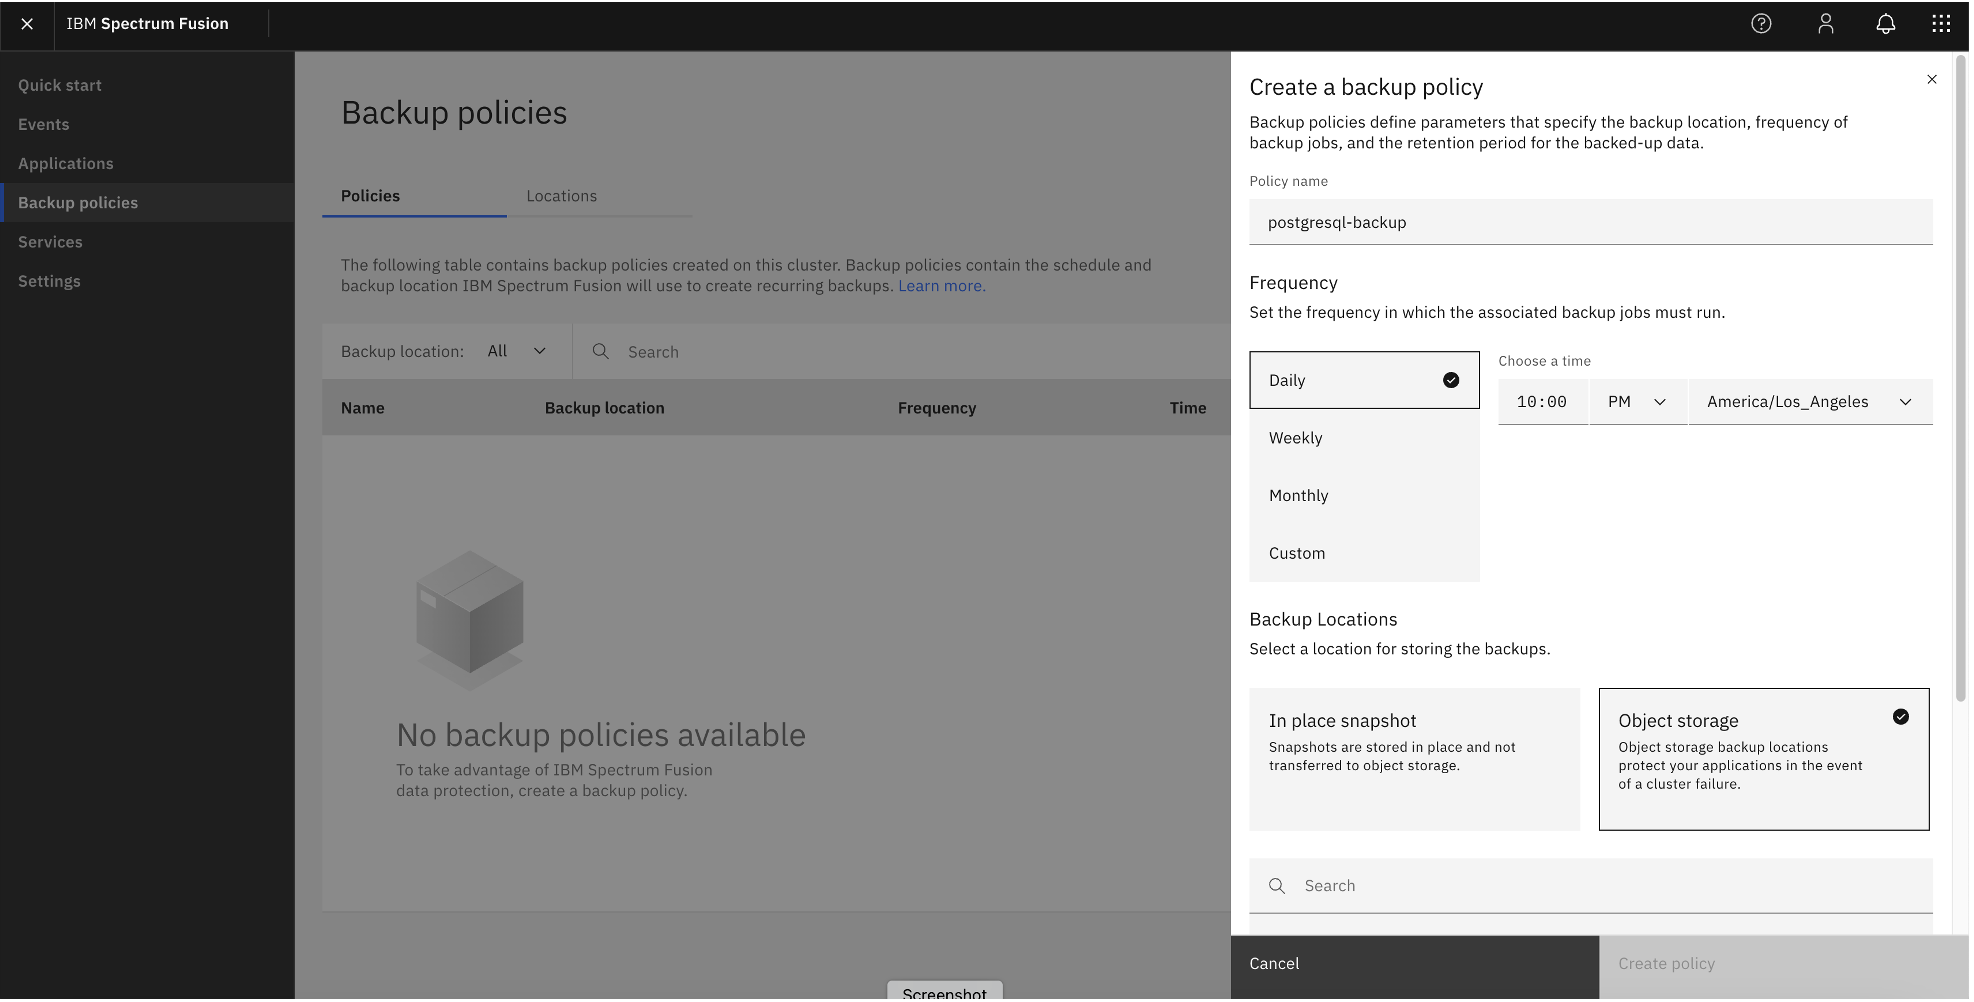 IBM Spectrum Fusion
Quick start
Events
Applications
Backup policies
Services
Settings
Backup policies
Policies
Locations
The following table contains backup policies created on this cluster. Backup policies contain the schedule and
backup location IBM Spectrum Fusion will use to create recurring backups. Learn more.
Backup location: All
Search
Name
Backup location
Frequency
Time
No backup policies available
To take advantage of IBM Spectrum Fusion
data protection, create a backup policy.
Create a backup policy
Backup policies define parameters that specify the backup location, frequency of
backup jobs, and the retention period for the backed-up data.
Policy name
postgresql-backup
Frequency
Set the frequency in which the associated backup jobs must run.
Daily
Weekly
Monthly
Custom
Choose a time
10:00
PM
America/Los_Angeles
Backup Locations
Select a location for storing the backups.
In place snapshot
Snapshots are stored in place and not
transferred to object storage.
Object storage
Object storage backup locations
protect your applications in the event
of a cluster failure.
Search
Cancel
Create policy
Screenshot